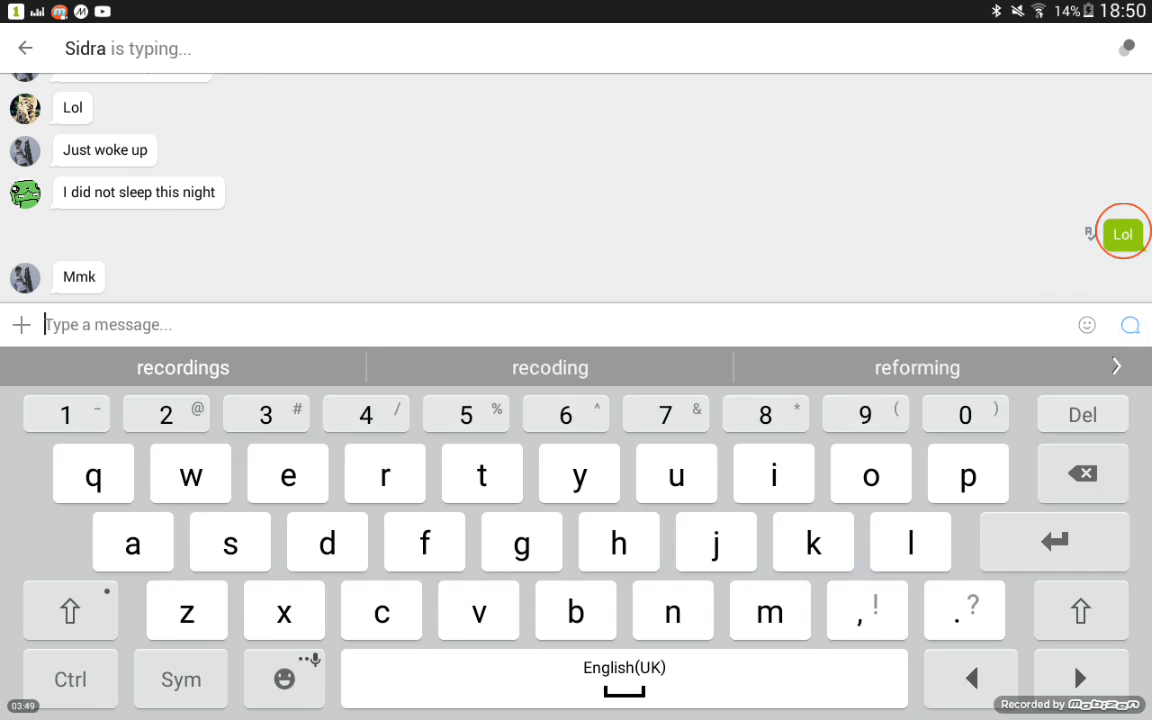 1
14%
18:50
Sidra is typing...
Lol
Just woke up
I did not sleep this night
R
Lol
Mmk
Type a message...
recordings recoding reforming
1 - 2 @ 3 # 4 / 5 % 6 ^ 7 & 8 * 9 ( 0 ) Del
q w e r t y u i o p
a s d f g h j k l
z x c v b n m , ! . ?
Ctrl Sym English(UK)
03:49
Recorded by mobizen